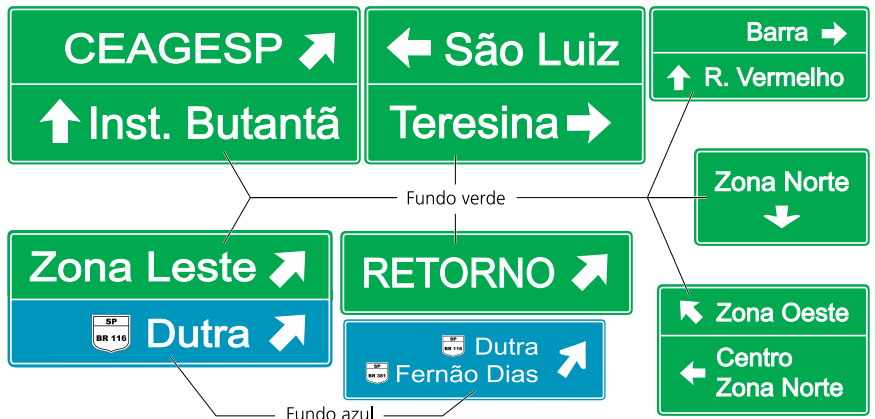 CEAGESP
Inst. Butantã
São Luiz
Teresina
Barra
R. Vermelho
Zona Norte
Fundo verde
Zona Leste
SP
BR 116
Dutra
RETORNO
SP
BR 116
Dutra
SP
BR 381
Fernão Dias
Zona Oeste
Centro
Zona Norte
Fundo azul